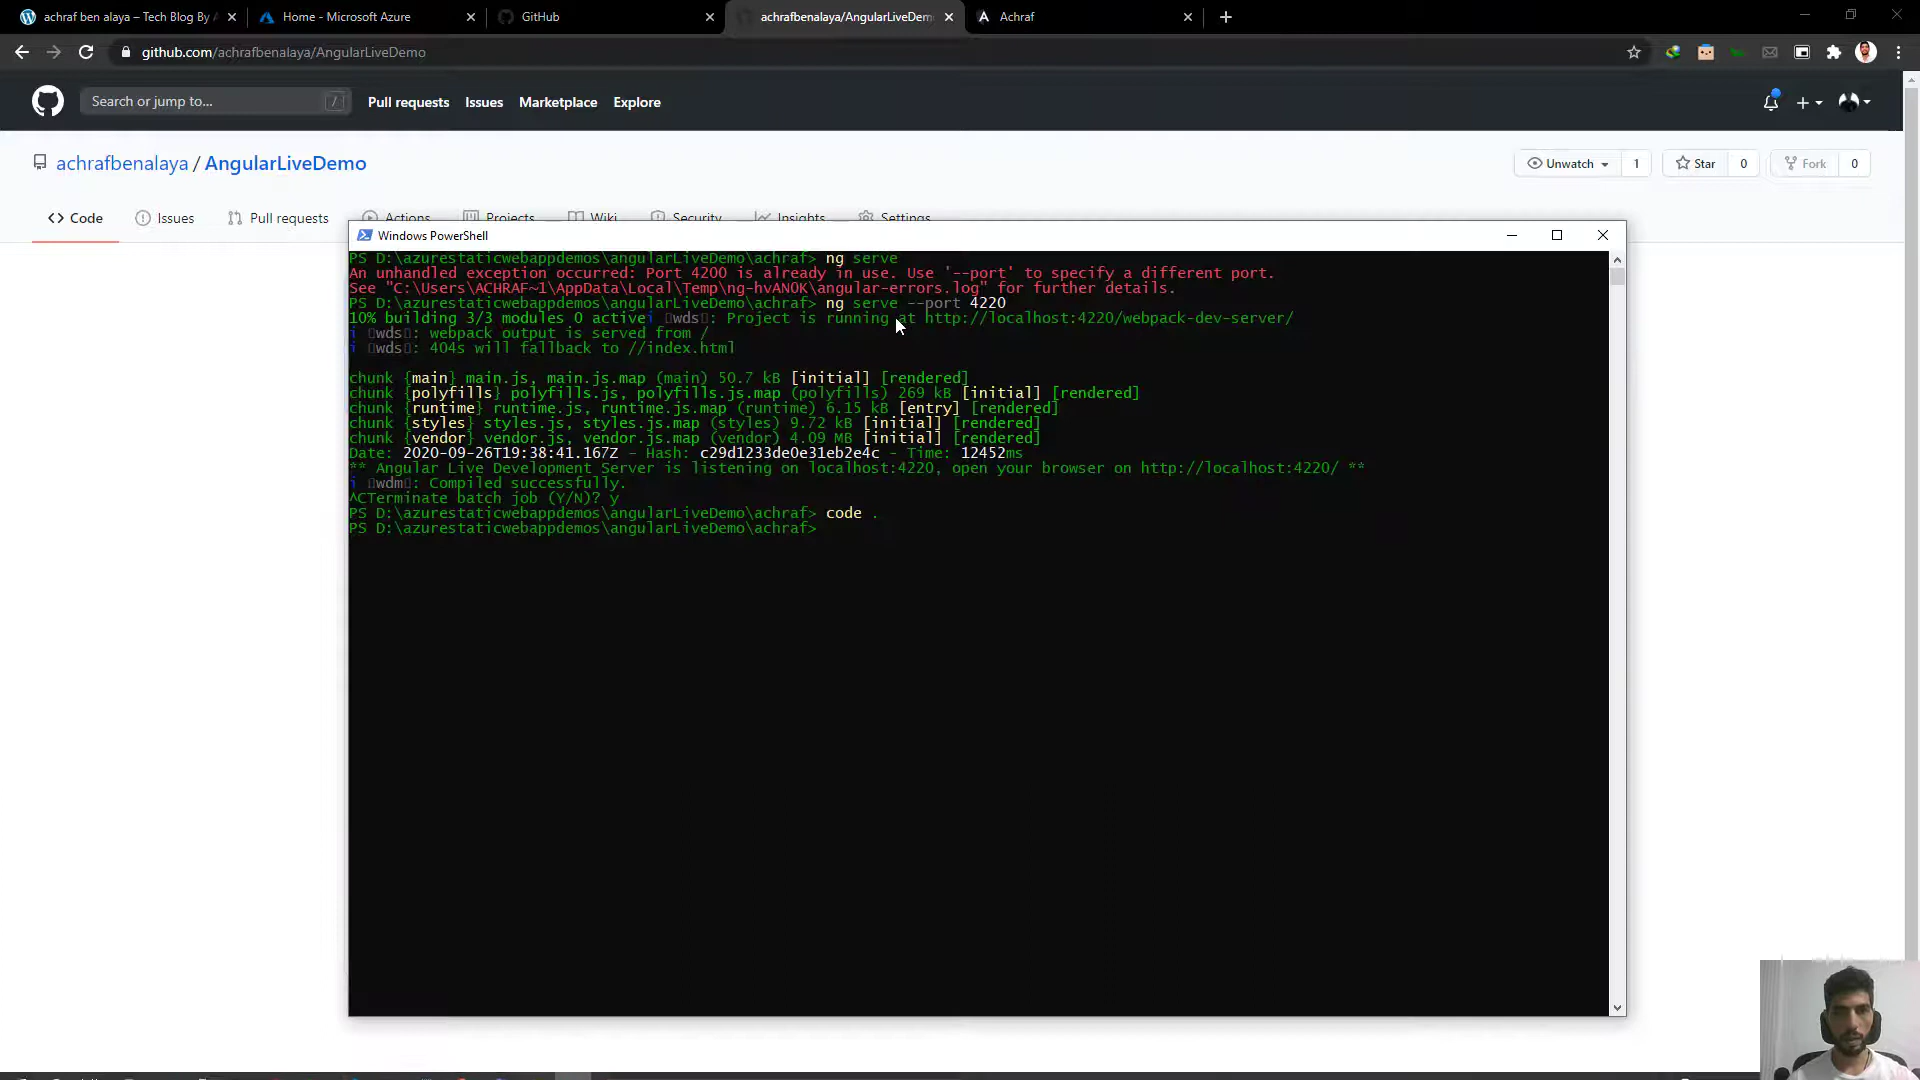 achraf ben alaya – Tech Blog By
Home - Microsoft Azure
GitHub
achrafbenalaya/AngularLiveDem
Achraf
github.com/achrafbenalaya/AngularLiveDemo
Search or jump to...
/
Pull requests
Issues
Marketplace
Explore
achrafbenalaya / AngularLiveDemo
Unwatch
1
Star
0
Fork
0
Code
Issues
Pull requests
Actions
Projects
Wiki
Security
Insights
Settings
Windows PowerShell
PS D:\azurestaticwebappdemos\angularLiveDemo\achraf> ng serve
An unhandled exception occurred: Port 4200 is already in use. Use '--port' to specify a different port.
See "C:\Users\ACHRAF~1\AppData\Local\Temp\ng-hvAN0K\angular-errors.log" for further details.
PS D:\azurestaticwebappdemos\angularLiveDemo\achraf> ng serve --port 4220
10% building 3/3 modules 0 activei ｢wds｣: Project is running at http://localhost:4220/webpack-dev-server/
i ｢wds｣: webpack output is served from /
i ｢wds｣: 404s will fallback to //index.html
chunk {main} main.js, main.js.map (main) 50.7 kB [initial] [rendered]
chunk {polyfills} polyfills.js, polyfills.js.map (polyfills) 269 kB [initial] [rendered]
chunk {runtime} runtime.js, runtime.js.map (runtime) 6.15 kB [entry] [rendered]
chunk {styles} styles.js, styles.js.map (styles) 9.72 kB [initial] [rendered]
chunk {vendor} vendor.js, vendor.js.map (vendor) 4.09 MB [initial] [rendered]
Date: 2020-09-26T19:38:41.167Z - Hash: c29d1233de0e31eb2e4c - Time: 12452ms
** Angular Live Development Server is listening on localhost:4220, open your browser on http://localhost:4220/ **
i ｢wdm｣: Compiled successfully.
^CTerminate batch job (Y/N)? y
PS D:\azurestaticwebappdemos\angularLiveDemo\achraf> code .
PS D:\azurestaticwebappdemos\angularLiveDemo\achraf>